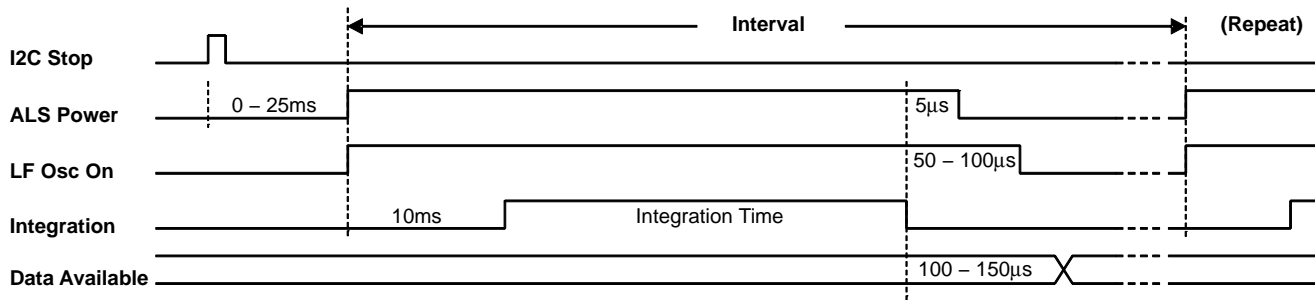 Interval
(Repeat)
I2C Stop
0 – 25ms
5μs
ALS Power
LF Osc On
50 – 100μs
10ms
Integration Time
Integration
100 – 150μs
Data Available